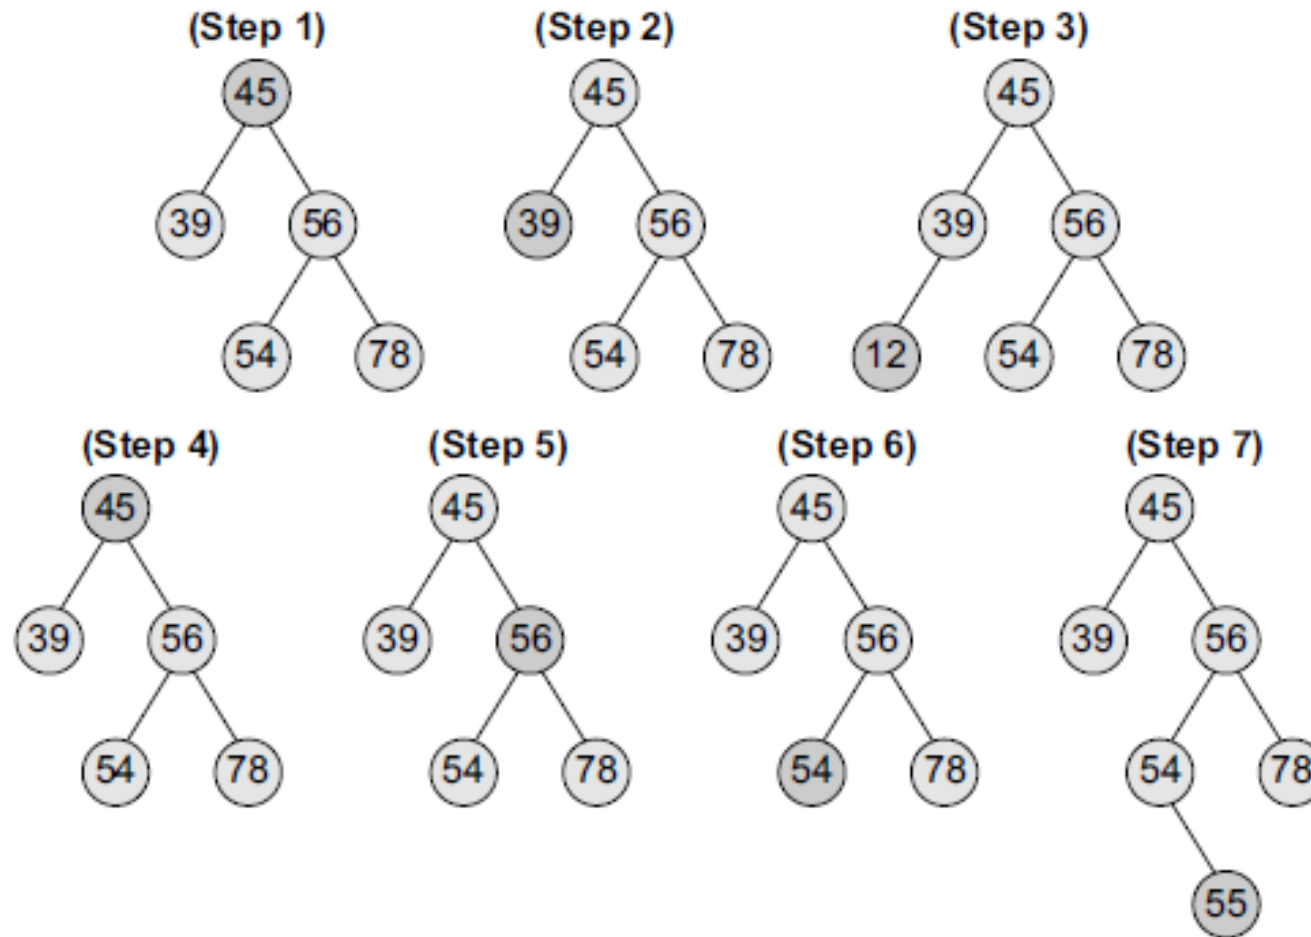 (Step 1) (Step 2) (Step 3)
45 45 45
39 56 39 56 39 56
54 78 54 78 12 54 78
(Step 4) (Step 5) (Step 6) (Step 7)
45 45 45 45
39 56 39 56 39 56 39 56
54 78 54 78 54 78 54 78
55